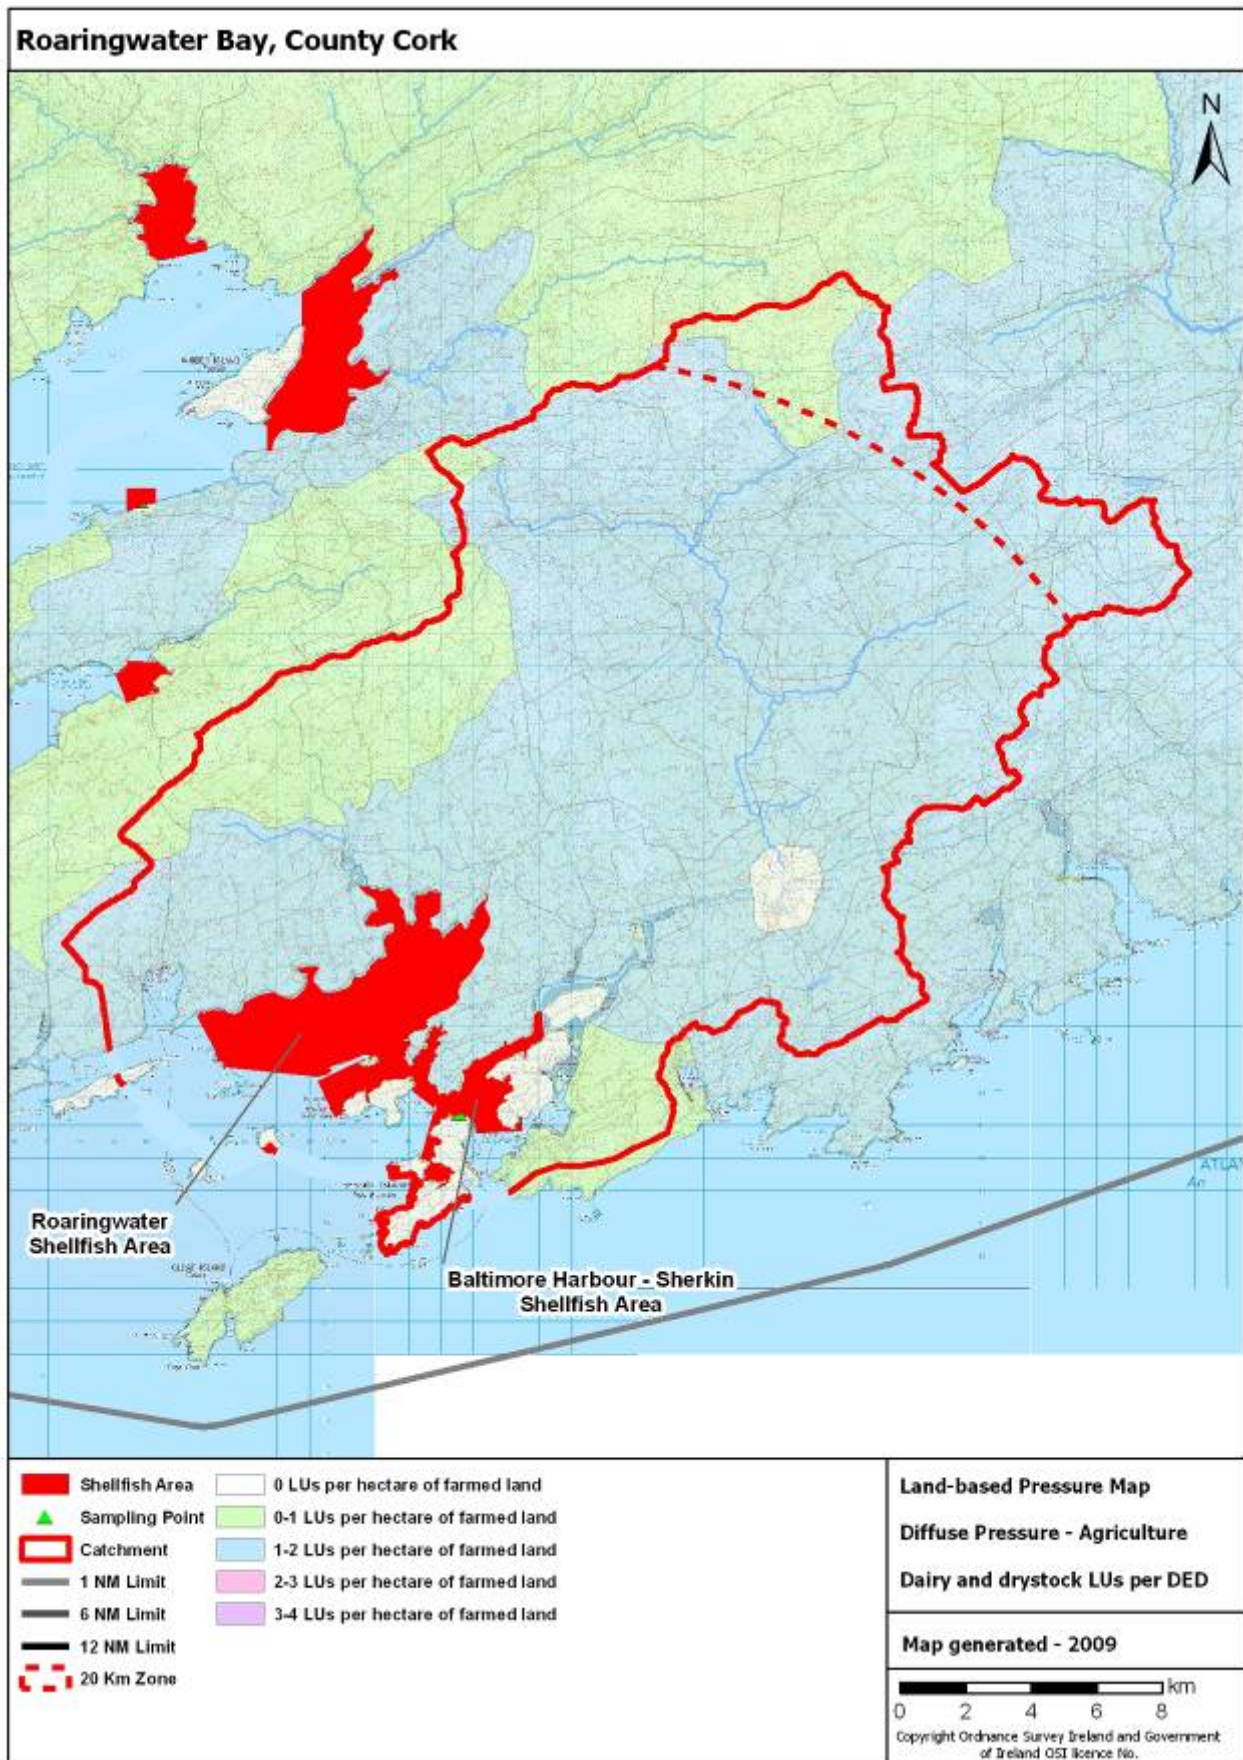 Roaringwater Bay, County Cork
N
Roaringwater
Shellfish Area
Baltimore Harbour - Sherkin
Shellfish Area
Shellfish Area
Sampling Point
Catchment
1 NM Limit
6 NM Limit
12 NM Limit
20 Km Zone
0 LUs per hectare of farmed land
0-1 LUs per hectare of farmed land
1-2 LUs per hectare of farmed land
2-3 LUs per hectare of farmed land
3-4 LUs per hectare of farmed land
Land-based Pressure Map
Diffuse Pressure - Agriculture
Dairy and drystock LUs per DED
Map generated - 2009
km
0 2 4 6 8
Copyright Ordnance Survey Ireland and Government
of Ireland OSI licence No.